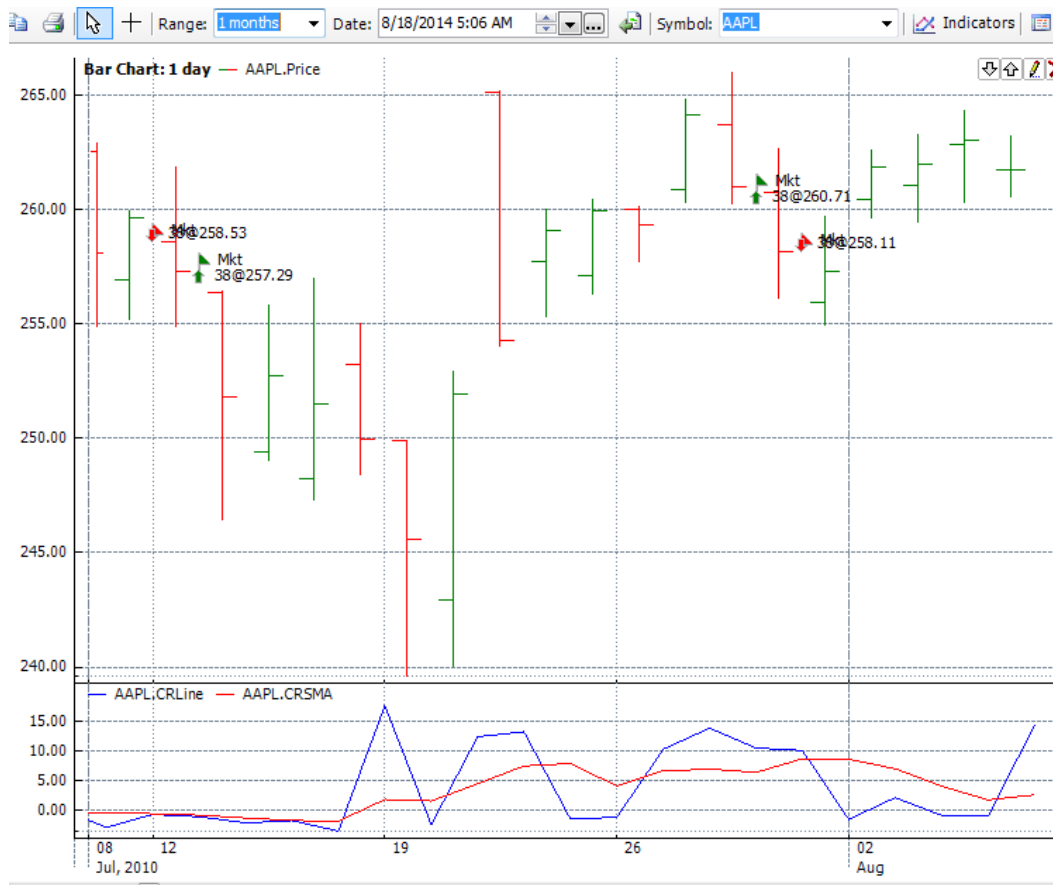 Range: 1 months Date: 8/18/2014 5:06 AM ... Symbol: AAPL Indicators
Bar Chart: 1 day AAPL.Price
265.00
260.00
255.00
250.00
245.00
240.00
Mkt
38@258.53
Mkt
38@257.29
Mkt
38@260.71
Mkt
38@258.11
AAPL.CRLine AAPL.CRSMA
15.00
10.00
5.00
0.00
08 12 19 26 02
Jul, 2010 Aug